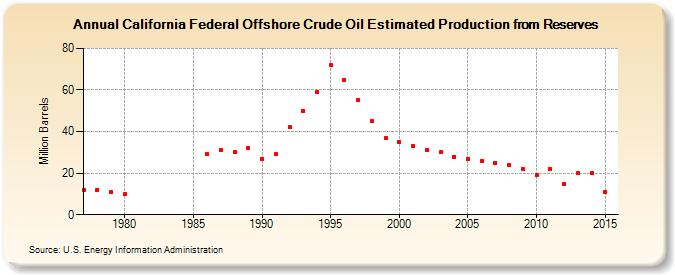 Annual California Federal Offshore Crude Oil Estimated Production from Reserves
Million Barrels
80
60
40
20
0
1980 1985 1990 1995 2000 2005 2010 2015
Source: U.S. Energy Information Administration